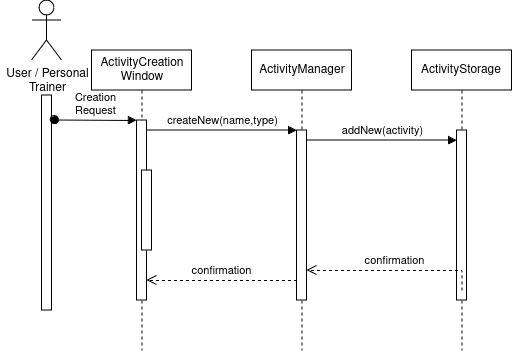 ActivityCreation
Window
ActivityManager
ActivityStorage
User / Personal
Trainer
Creation
Request
createNew(name,type)
addNew(activity)
confirmation
confirmation